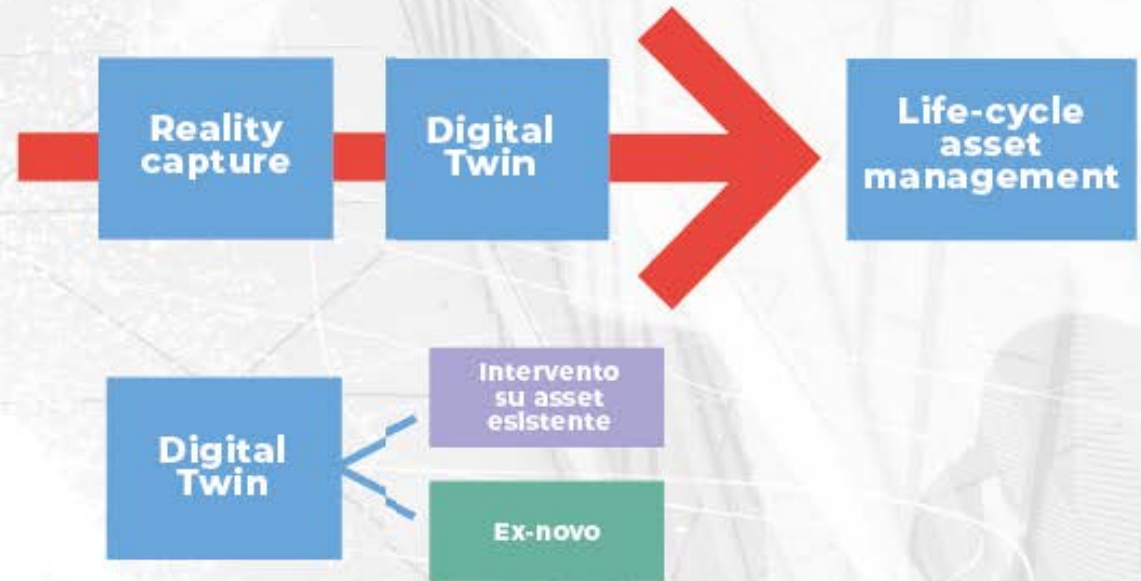 Reality
capture
Digital
Twin
Life-cycle
asset
management
Digital
Twin
Intervento
su asset
esistente
Ex-novo